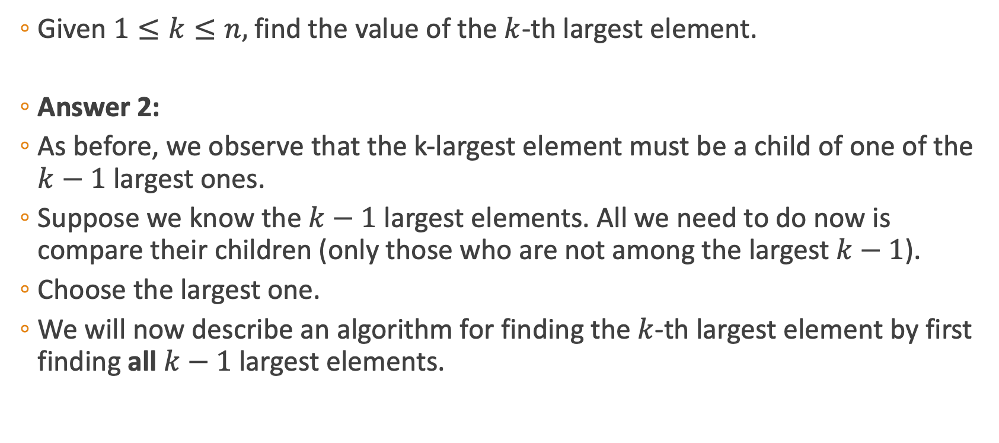 ◦ Given 1 ≤ k ≤ n, find the value of the k-th largest element.
◦ Answer 2:
◦ As before, we observe that the k-largest element must be a child of one of the
k − 1 largest ones.
◦ Suppose we know the k − 1 largest elements. All we need to do now is
compare their children (only those who are not among the largest k − 1).
◦ Choose the largest one.
◦ We will now describe an algorithm for finding the k-th largest element by first
finding all k − 1 largest elements.